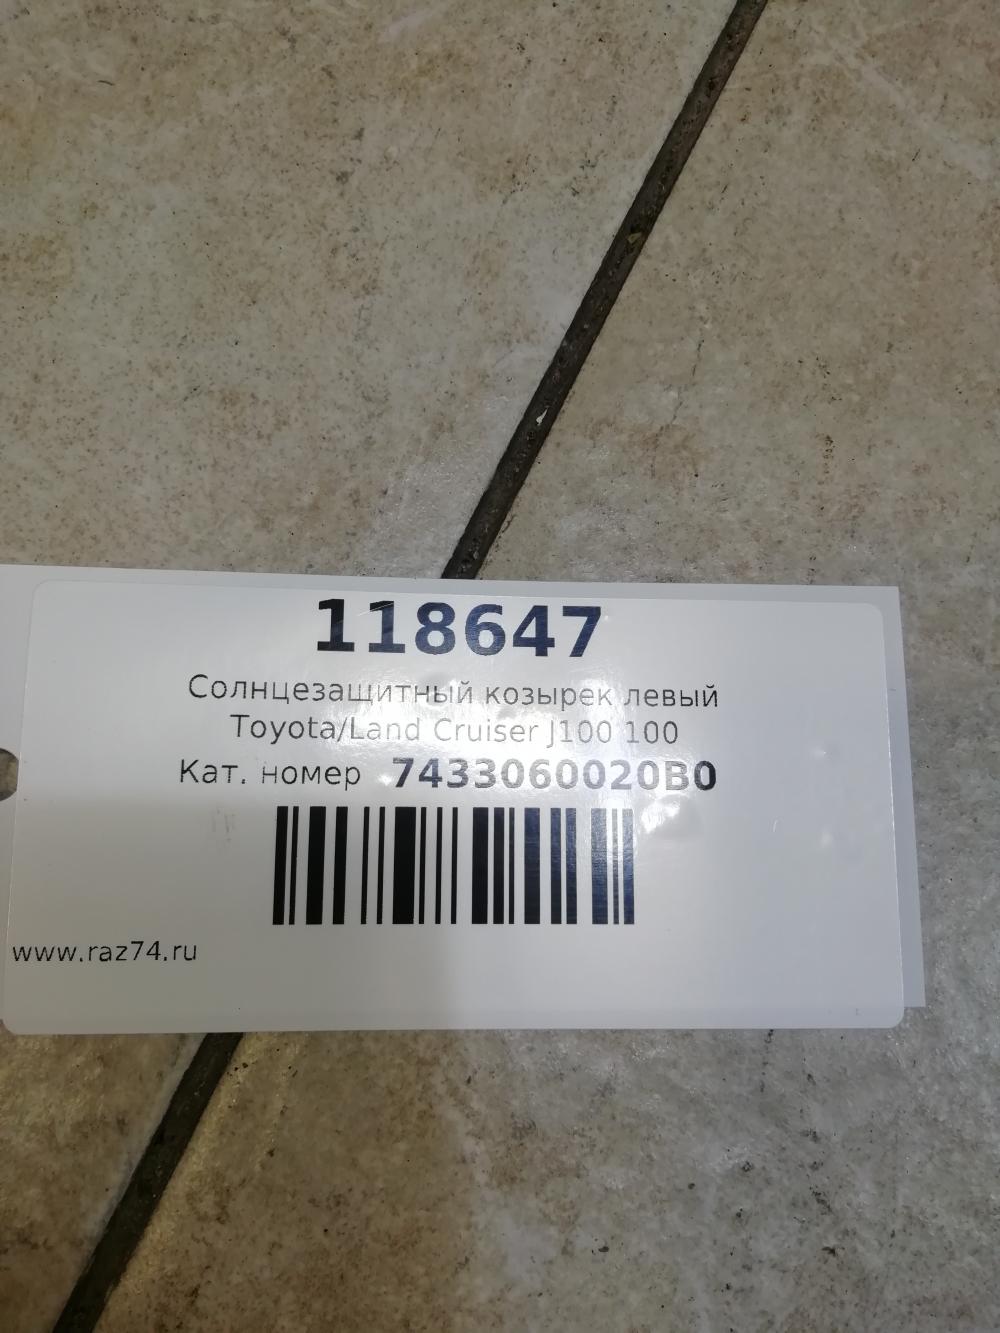 118647
Солнцезащитный козырек левый
Toyota/Land Cruiser J100 100
Кат. номер 7433060020B0
www.raz74.ru